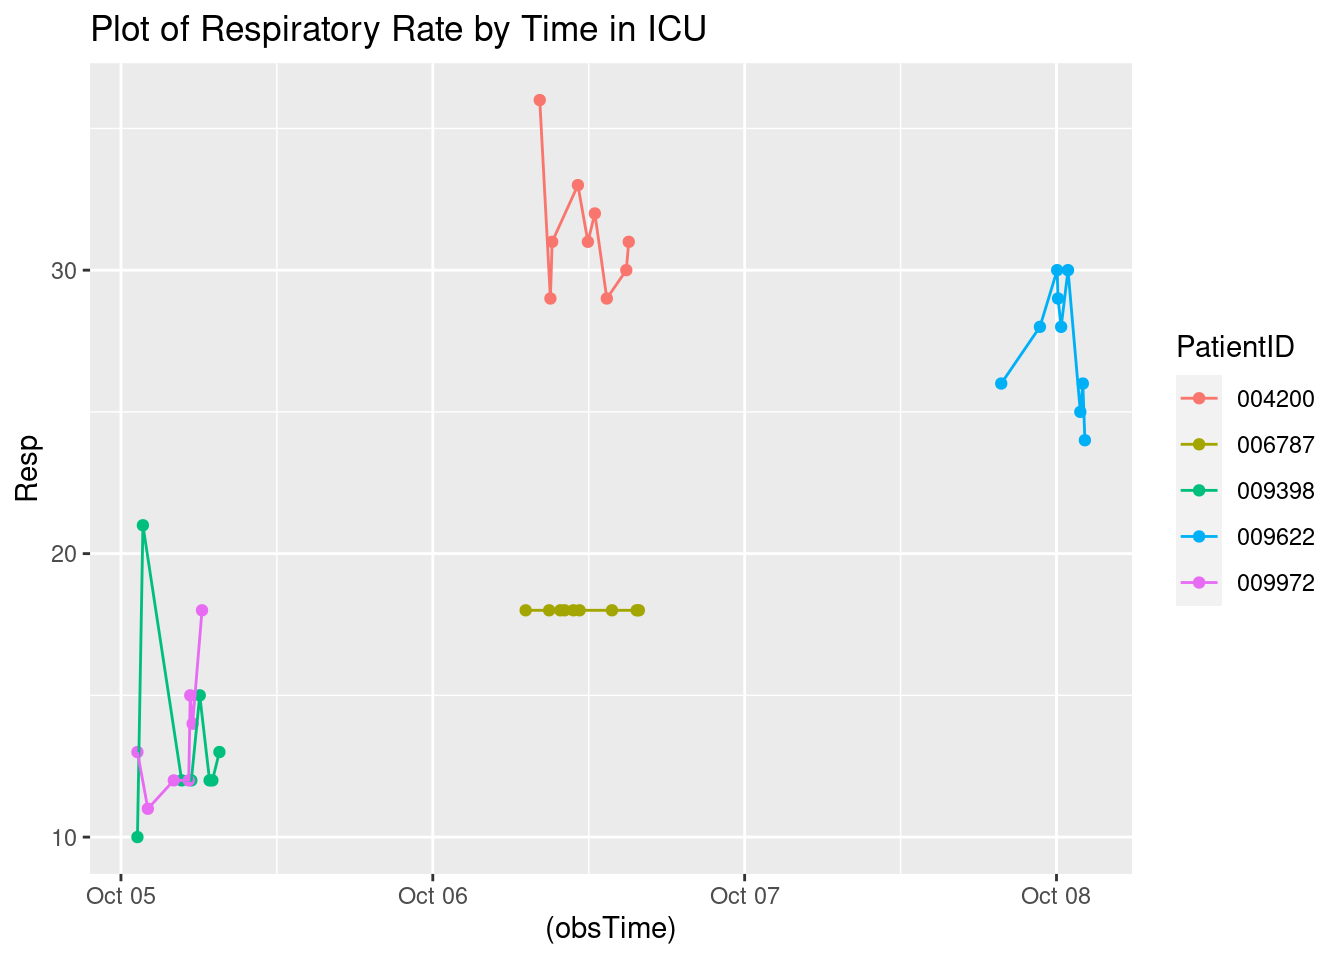 Plot of Respiratory Rate by Time in ICU
Resp
30
20
10
Oct 05
Oct 06
Oct 07
Oct 08
(obsTime)
PatientID
004200
006787
009398
009622
009972